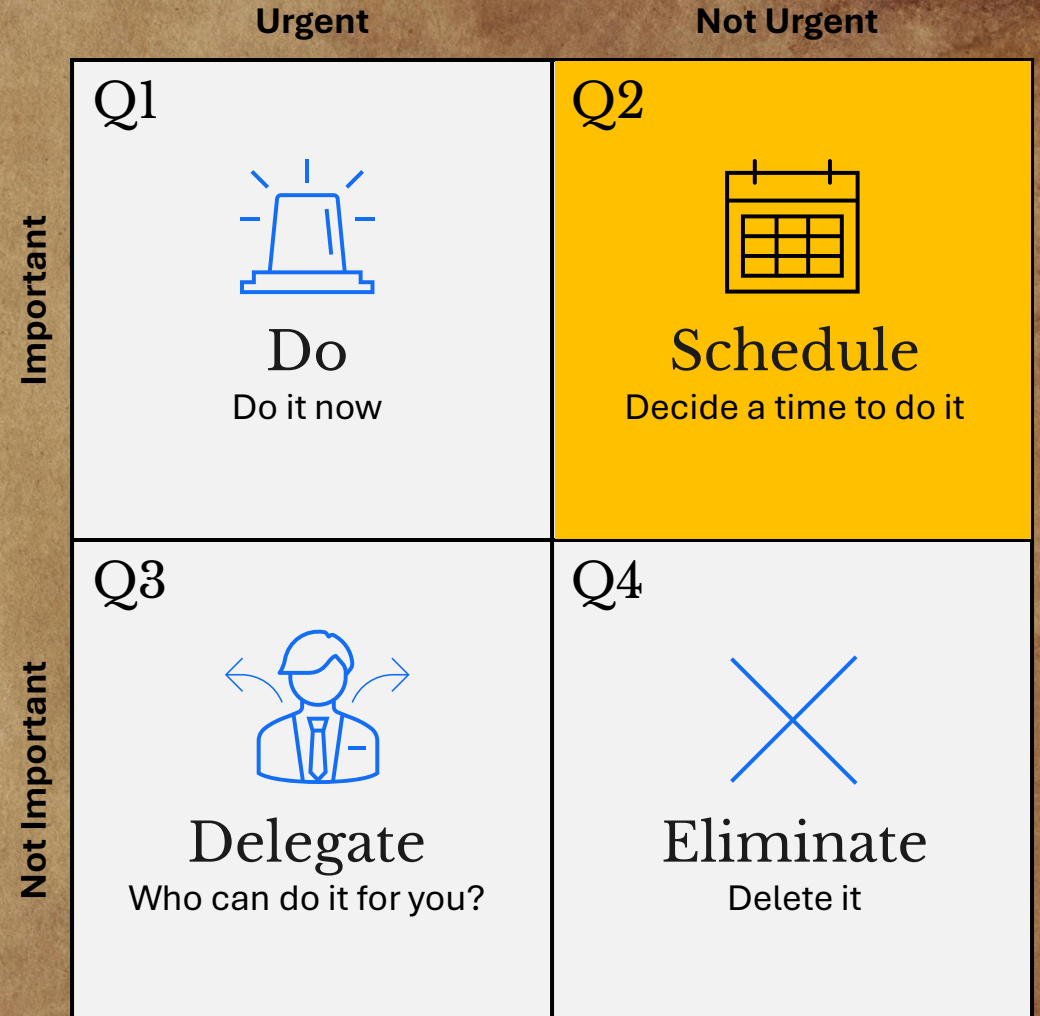 Urgent
Not Urgent
Important
Q1
Do
Do it now
Q2
Schedule
Decide a time to do it
Not Important
Q3
Delegate
Who can do it for you?
Q4
Eliminate
Delete it